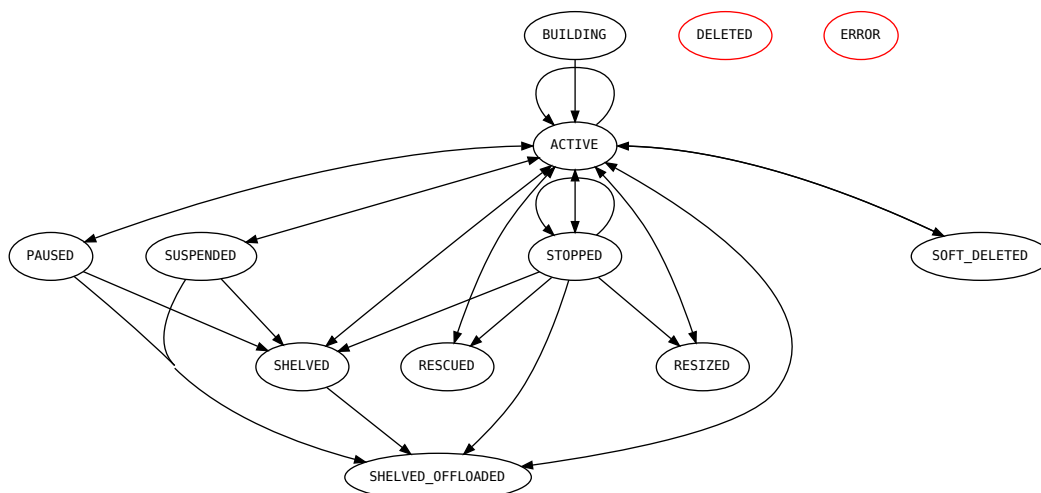 BUILDING
DELETED
ERROR
ACTIVE
PAUSED
SUSPENDED
STOPPED
SOFT_DELETED
SHELVED
RESCUED
RESIZED
SHELVED_OFFLOADED